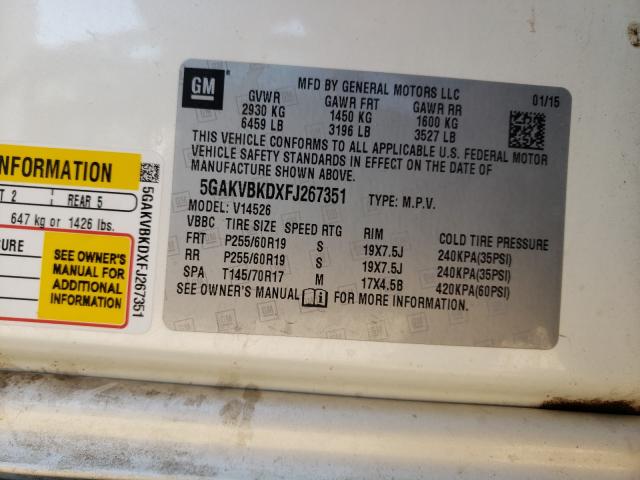 GM
MFD BY GENERAL MOTORS LLC
01/15
GVWR GAWR FRT GAWR RR
2930 KG 1450 KG 1600 KG
6459 LB 3196 LB 3527 LB
THIS VEHICLE CONFORMS TO ALL APPLICABLE U.S. FEDERAL MOTOR
VEHICLE SAFETY STANDARDS IN EFFECT ON THE DATE OF
MANUFACTURE SHOWN ABOVE.
5GAKVBKDXFJ267351 TYPE: M.P.V.
MODEL: V14526
VBBC TIRE SIZE SPEED RTG RIM COLD TIRE PRESSURE
FRT P255/60R19 S 19X7.5J 240KPA(35PSI)
RR P255/60R19 S 19X7.5J 240KPA(35PSI)
SPA T145/70R17 M 17X4.5B 420KPA(60PSI)
SEE OWNER'S MANUAL FOR MORE INFORMATION.
INFORMATION
2 REAR 5
647 kg or 1426 lbs.
SEE OWNER'S
MANUAL FOR
ADDITIONAL
INFORMATION
5GAKVBKDXFJ267351